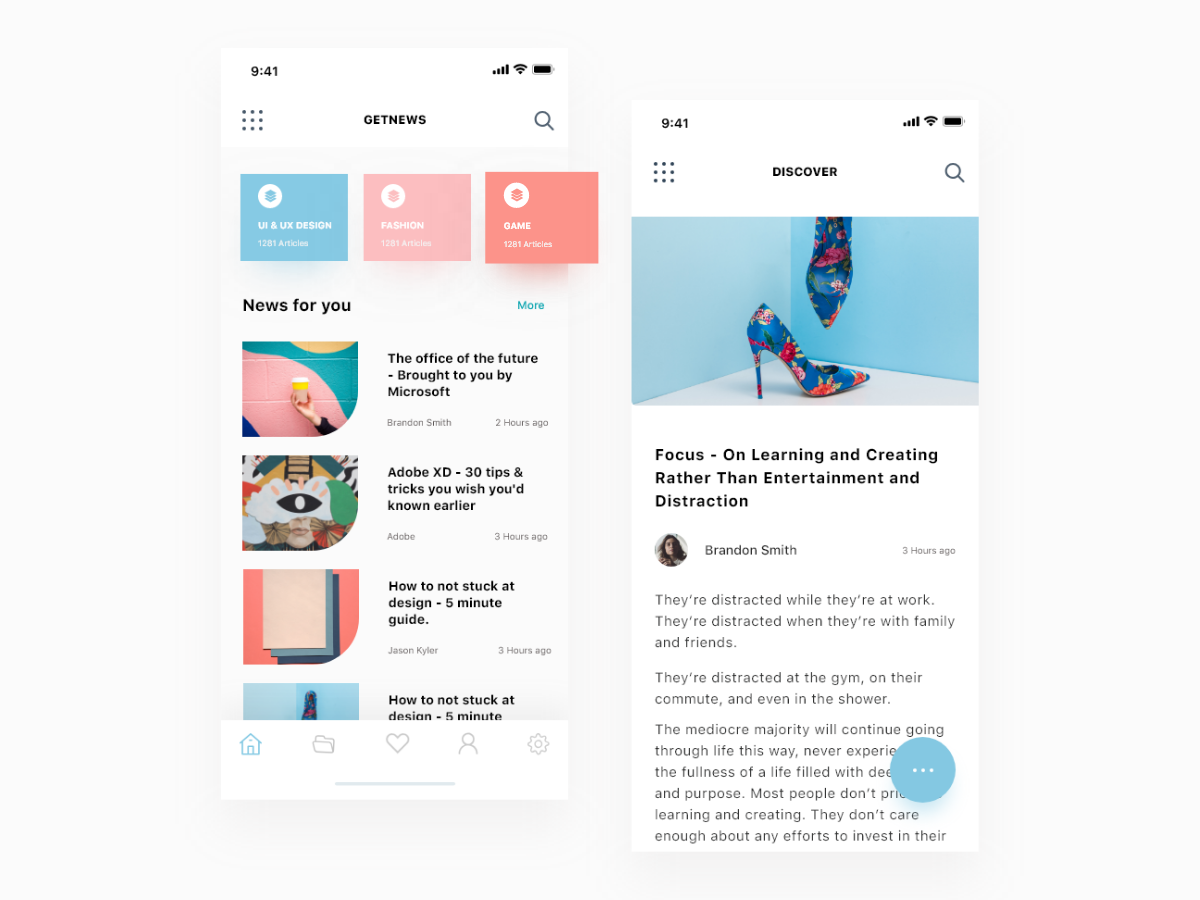 9:41
GETNEWS
UI & UX DESIGN
1281 Articles
FASHION
1281 Articles
GAME
1281 Articles
News for you
More
The office of the future
- Brought to you by
Microsoft
Brandon Smith
2 Hours ago
Adobe XD - 30 tips &
tricks you wish you'd
known earlier
Adobe
3 Hours ago
How to not stuck at
design - 5 minute
guide.
Jason Kyler
3 Hours ago
How to not stuck at
design - 5 minute
9:41
DISCOVER
Focus - On Learning and Creating
Rather Than Entertainment and
Distraction
Brandon Smith
3 Hours ago
They’re distracted while they’re at work.
They’re distracted when they’re with family
and friends.
They’re distracted at the gym, on their
commute, and even in the shower.
The mediocre majority will continue going
through life this way, never
the fullness of a life filled with
and purpose. Most people don’t
learning and creating. They don’t care
enough about any efforts to invest in their